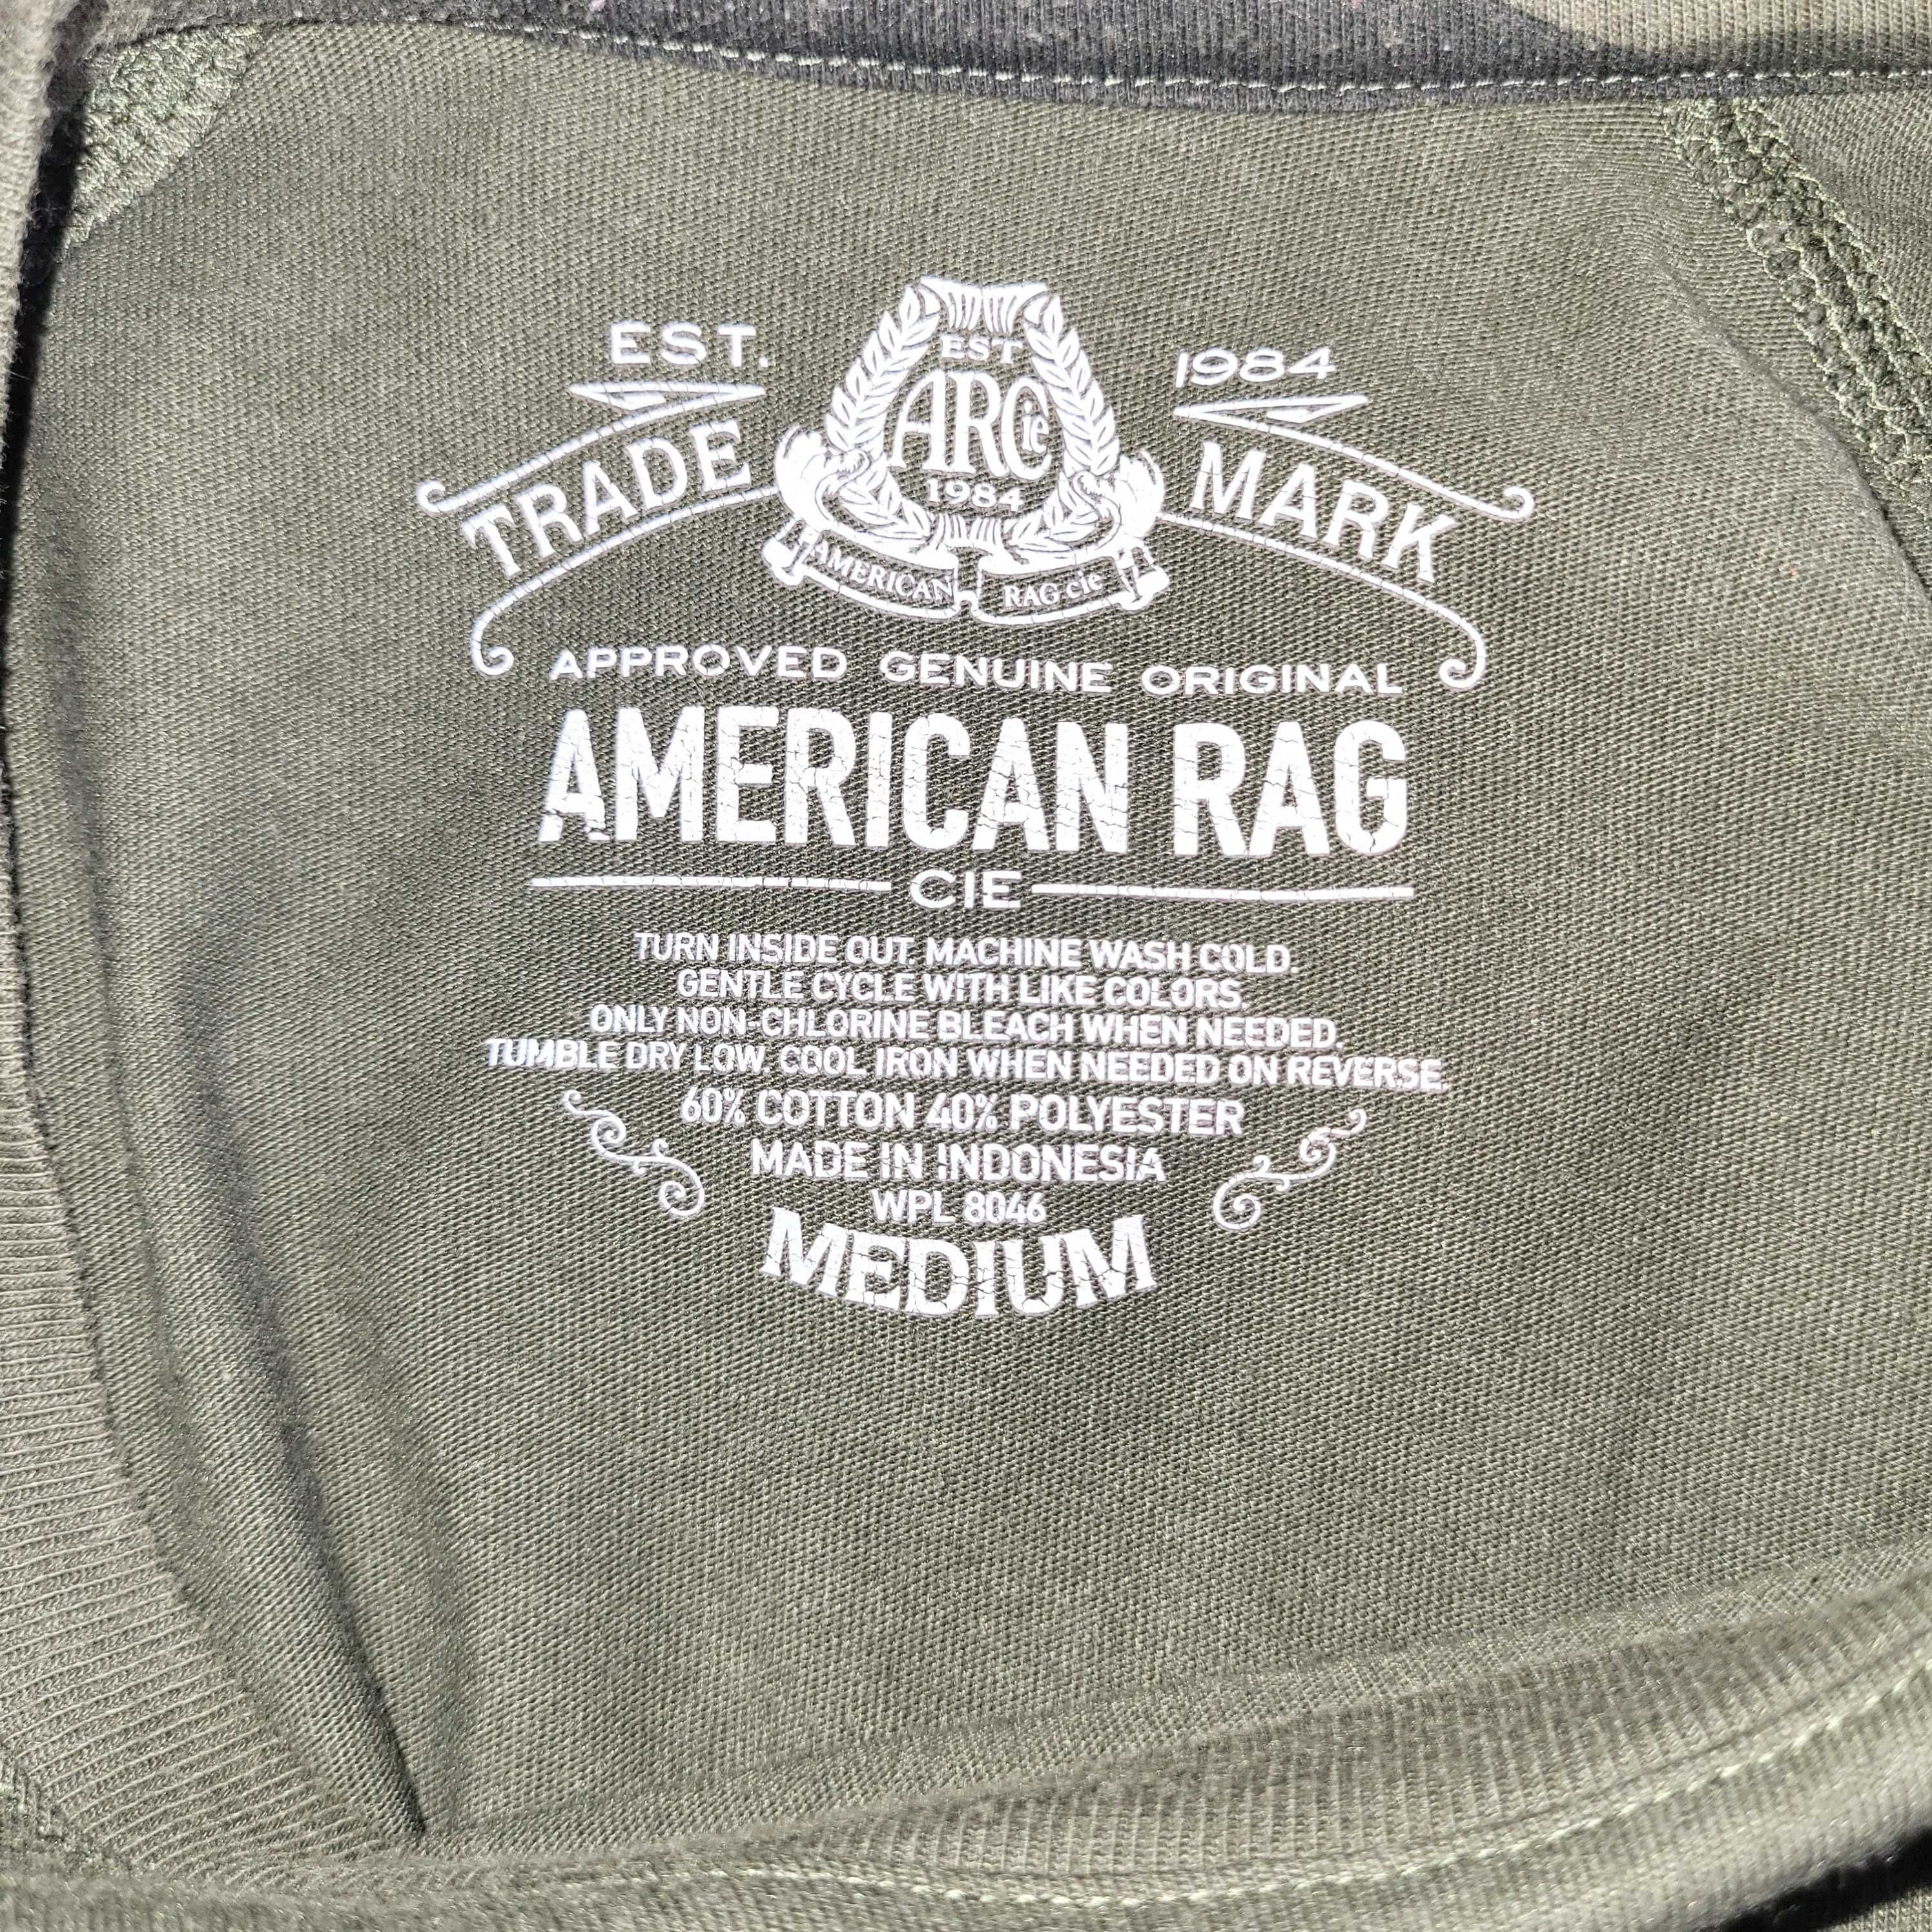 EST. 1984
TRADE MARK
EST
ARCie
1984
AMERICAN RAG cie
APPROVED GENUINE ORIGINAL
AMERICAN RAG
CIE
TURN INSIDE OUT. MACHINE WASH COLD.
GENTLE CYCLE WITH LIKE COLORS.
ONLY NON-CHLORINE BLEACH WHEN NEEDED.
TUMBLE DRY LOW. COOL IRON WHEN NEEDED ON REVERSE.
60% COTTON 40% POLYESTER
MADE IN INDONESIA
WPL 8046
MEDIUM